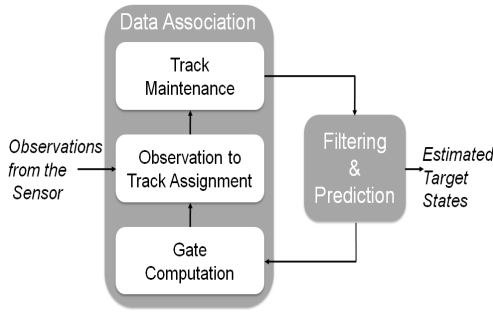 Data Association
Track
Maintenance
Observations
from the
Sensor
Observation to
Track Assignment
Gate
Computation
Filtering
&
Prediction
Estimated
Target
States